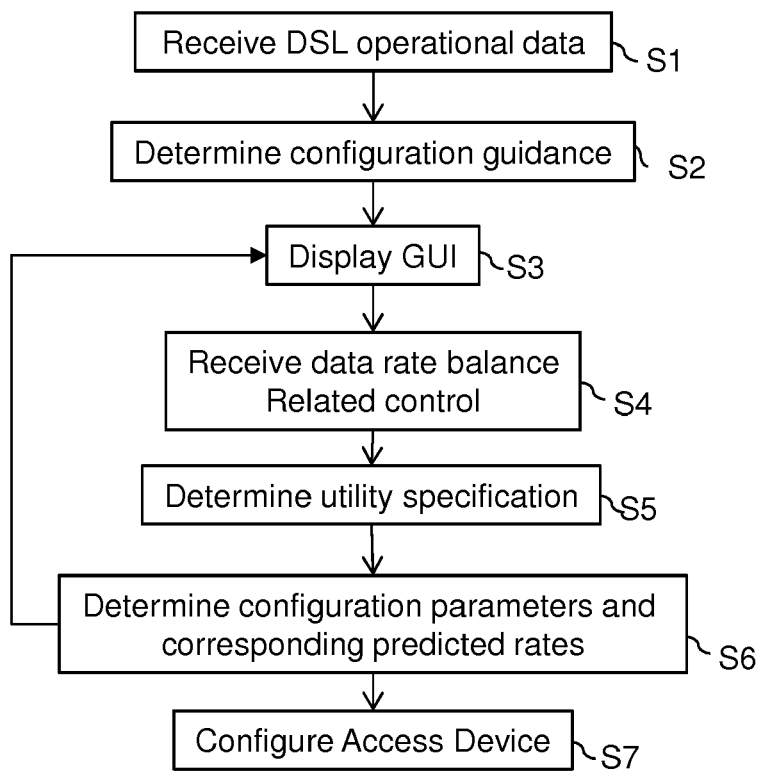 Receive DSL operational data
S1
Determine configuration guidance
S2
Display GUI
S3
Receive data rate balance
Related control
S4
Determine utility specification
S5
Determine configuration parameters and
corresponding predicted rates
S6
Configure Access Device
S7